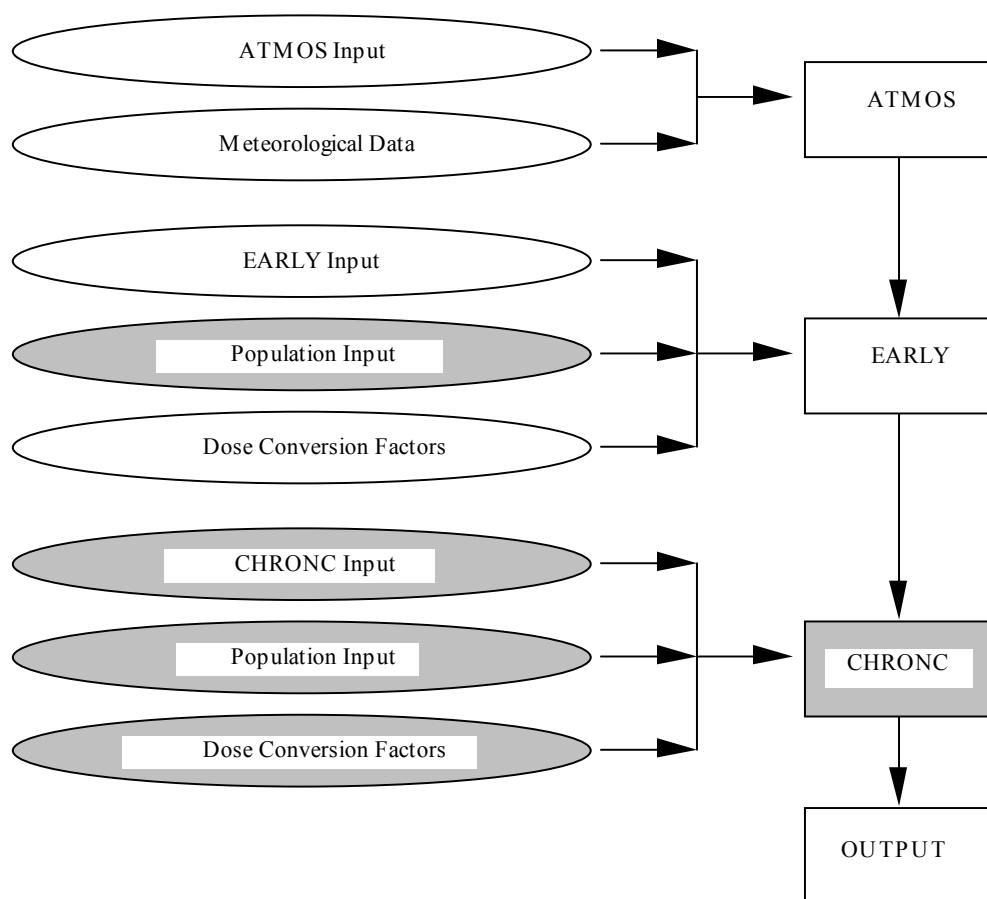 ATMOS Input
ATMOS
Meteorological Data
EARLY Input
Population Input
EARLY
Dose Conversion Factors
CHRONC Input
Population Input
CHRONC
Dose Conversion Factors
OUTPUT